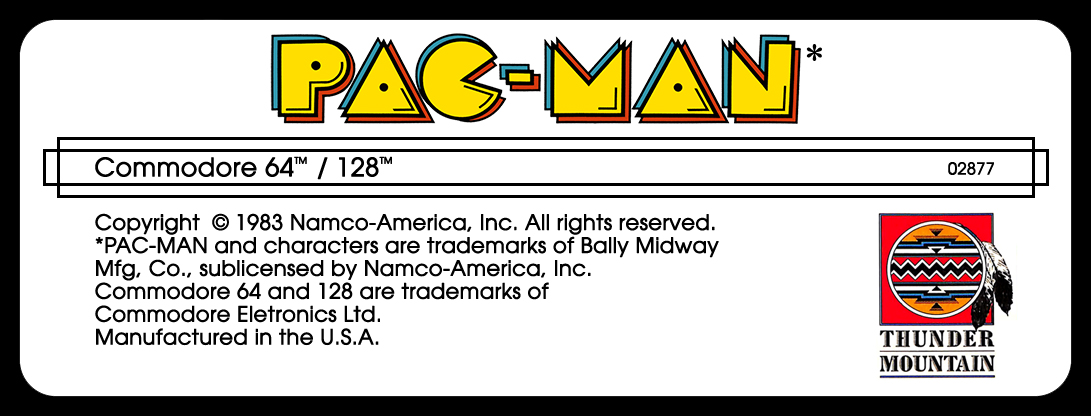 PAC-MAN*
Commodore 64™ / 128™
02877
Copyright © 1983 Namco-America, Inc. All rights reserved.
*PAC-MAN and characters are trademarks of Bally Midway
Mfg, Co., sublicensed by Namco-America, Inc.
Commodore 64 and 128 are trademarks of
Commodore Eletronics Ltd.
Manufactured in the U.S.A.
THUNDER
MOUNTAIN